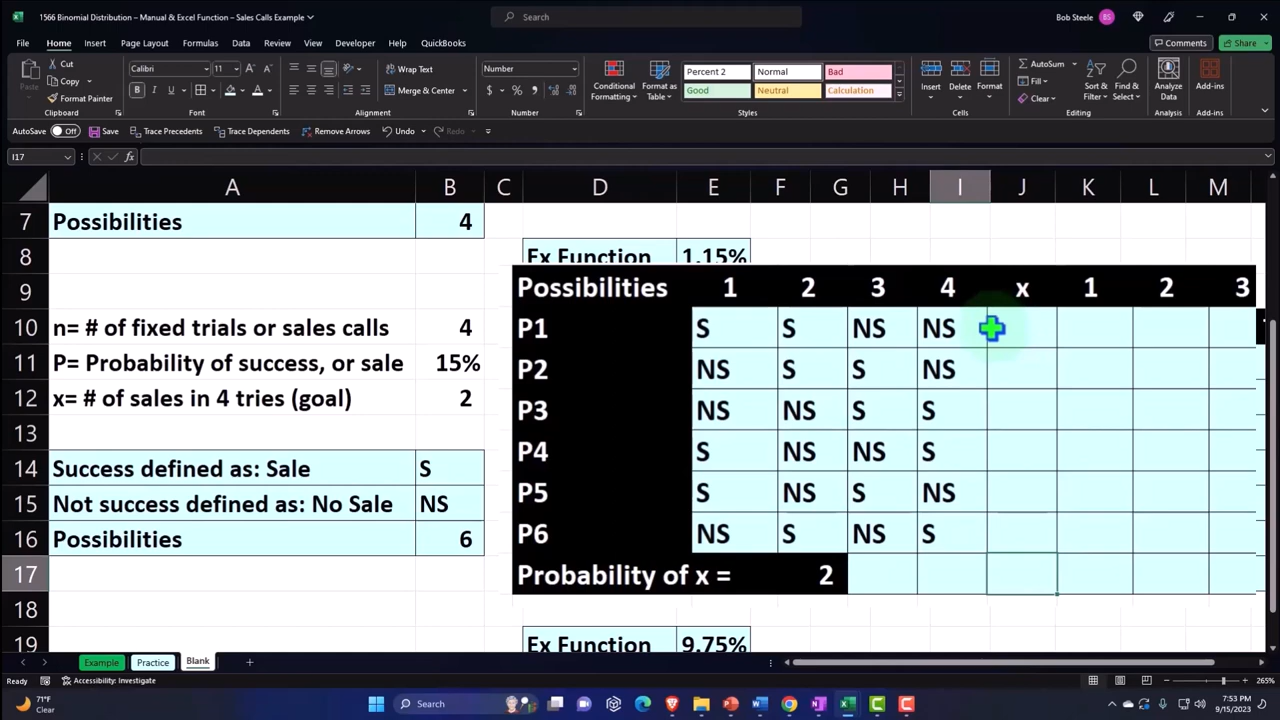 1566 Binomial Distribution – Manual & Excel Function – Sales Calls Example
Search
Bob Steele
BS
File Home Insert Page Layout Formulas Data Review View Developer Help QuickBooks
Comments
Share
Paste
Cut
Copy
Format Painter
Clipboard
Calibri
11
B I U
Font
Wrap Text
Merge & Center
Alignment
Number
Number
Conditional Formatting
Format as Table
Percent 2
Normal
Bad
Good
Neutral
Calculation
Styles
Insert
Delete
Format
Cells
AutoSum
Fill
Clear
Sort & Filter
Find & Select
Editing
Analyze Data
Analysis
Add-ins
Add-ins
AutoSave Off Save Trace Precedents Trace Dependents Remove Arrows Undo Redo
I17
fx
A B C D E F G H I J K L M
7 Possibilities 4
8 Ex Function 1.15%
9 Possibilities 1 2 3 4 x 1 2 3
10 n= # of fixed trials or sales calls 4 P1 S S NS NS
11 P= Probability of success, or sale 15% P2 NS S S NS
12 x= # of sales in 4 tries (goal) 2 P3 NS NS S S
13 P4 S NS NS S
14 Success defined as: Sale S
15 Not success defined as: No Sale NS P5 S NS S NS
16 Possibilities 6 P6 NS S NS S
17 Probability of x = 2
18
19 Ex Function 9.75%
Example Practice Blank
Ready
Accessibility: Investigate
265%
71°F
Clear
Search
7:53 PM
9/15/2023